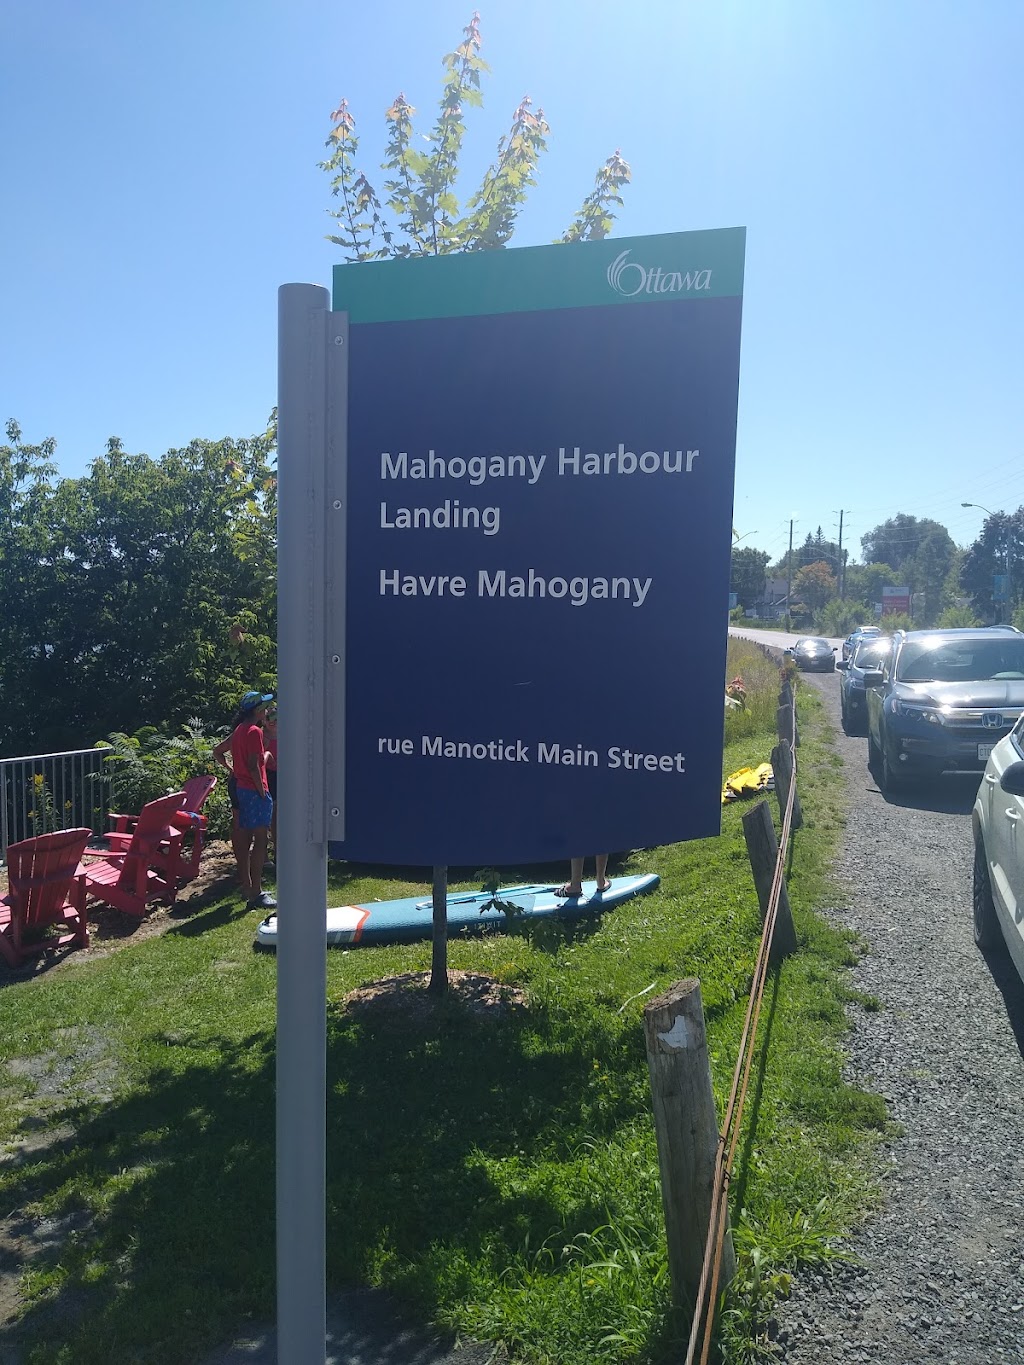 Ottawa
Mahogany Harbour
Landing
Havre Mahogany
rue Manotick Main Street